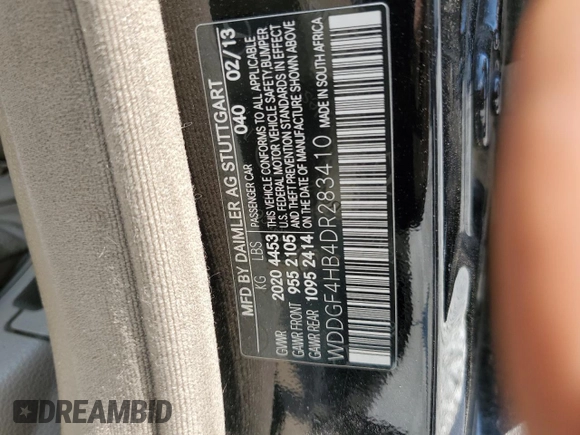 MFD BY DAIMLER AG STUTTGART
040 02/13
KG LBS
PASSENGER CAR
GVWR 2020 4453
GAWR FRONT 955 2105
GAWR REAR 1095 2414
THIS VEHICLE CONFORMS TO ALL APPLICABLE
U.S. FEDERAL MOTOR VEHICLE SAFETY,BUMPER
AND THEFT PREVENTION STANDARDS IN EFFECT
ON THE DATE OF MANUFACTURE SHOWN ABOVE
WDDGF4HB4DR283410 MADE IN SOUTH AFRICA
DREAMBID